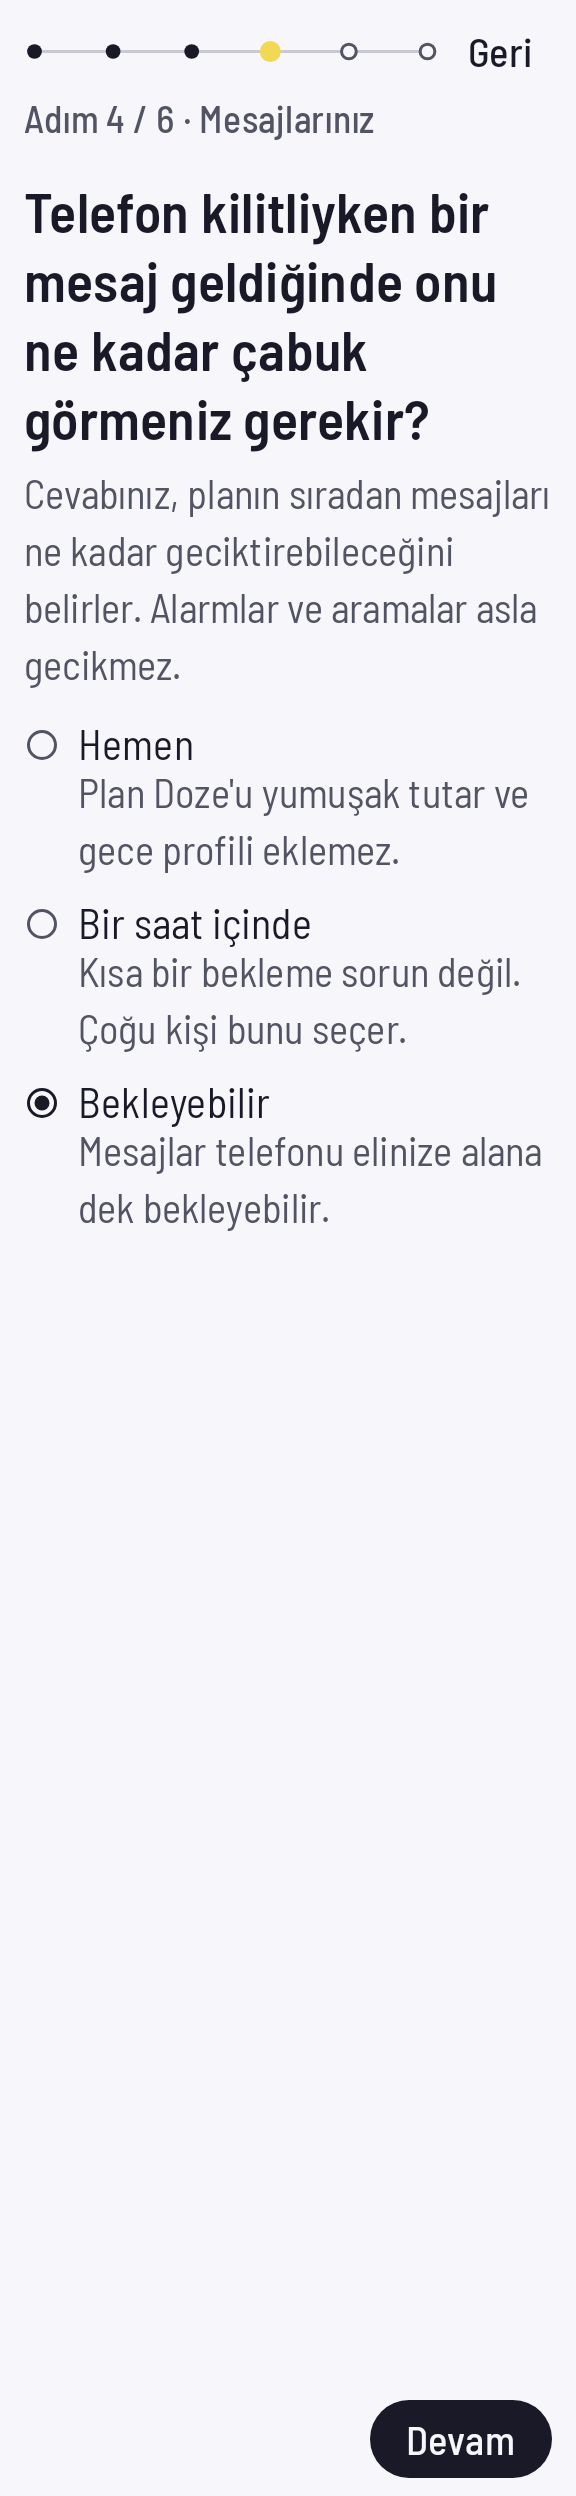 Geri
Adım 4 / 6 · Mesajlarınız
Telefon kilitliyken bir
mesaj geldiğinde onu
ne kadar çabuk
görmeniz gerekir?
Cevabınız, planın sıradan mesajları
ne kadar geciktirebileceğini
belirler. Alarmlar ve aramalar asla
gecikmez.
Hemen
Plan Doze'u yumuşak tutar ve
gece profili eklemez.
Bir saat içinde
Kısa bir bekleme sorun değil.
Çoğu kişi bunu seçer.
Bekleyebilir
Mesajlar telefonu elinize alana
dek bekleyebilir.
Devam